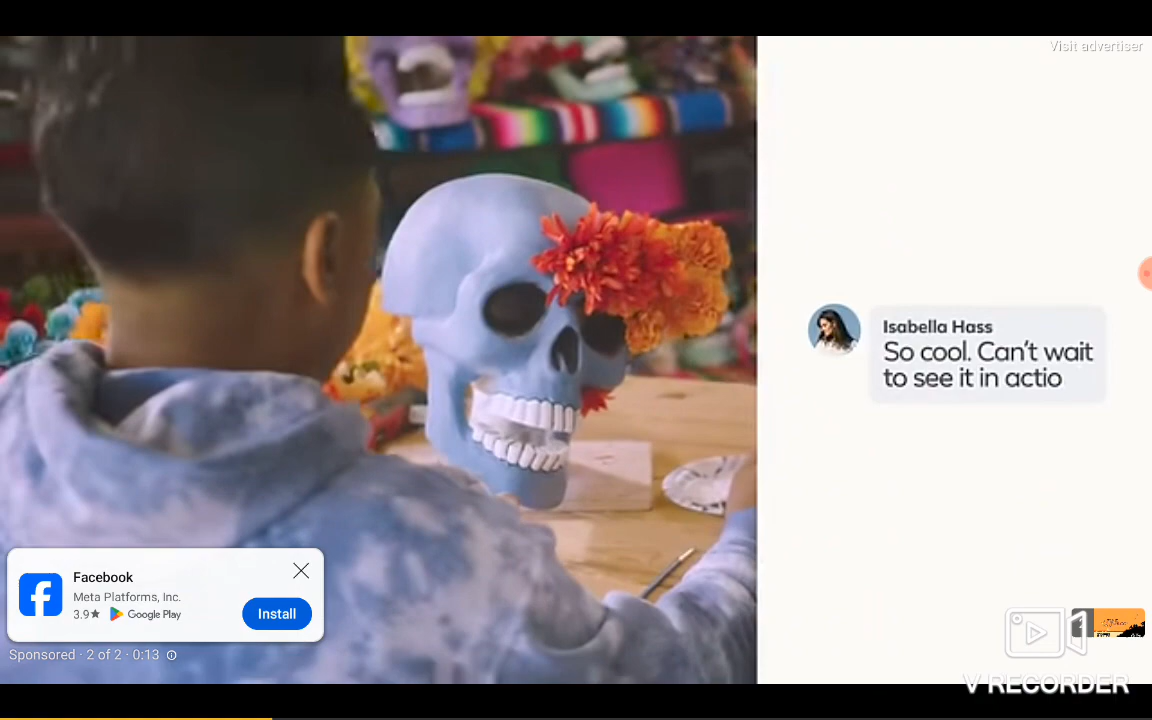 Visit advertiser
Isabella Hass
So cool. Can't wait
to see it in actio
Facebook
Meta Platforms, Inc.
3.9★ Google Play
Install
Sponsored · 2 of 2 · 0:13
V RECORDER